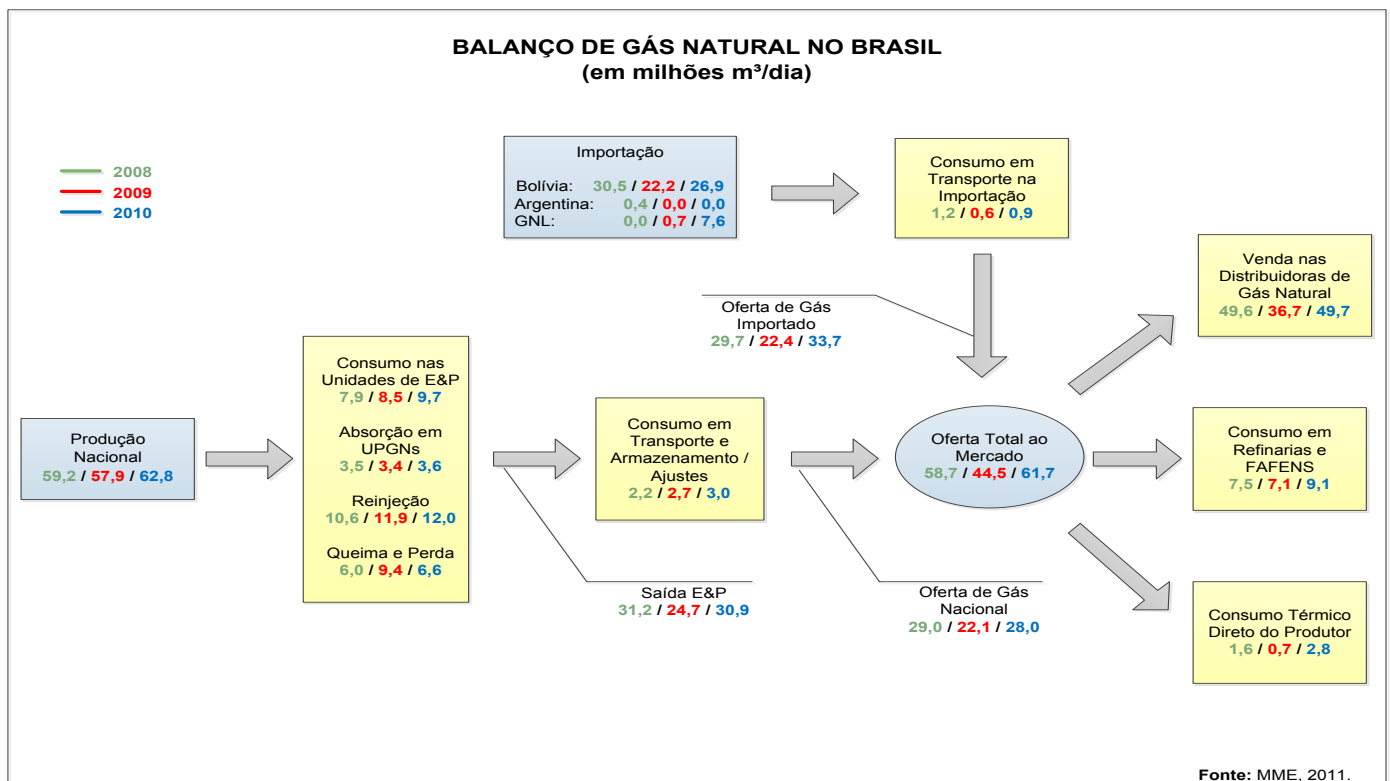 BALANÇO DE GÁS NATURAL NO BRASIL
(em milhões m³/dia)
2008
2009
2010
Importação
Bolívia: 30,5 / 22,2 / 26,9
Argentina: 0,4 / 0,0 / 0,0
GNL: 0,0 / 0,7 / 7,6
Consumo em
Transporte na
Importação
1,2 / 0,6 / 0,9
Oferta de Gás
Importado
29,7 / 22,4 / 33,7
Venda nas
Distribuidoras de
Gás Natural
49,6 / 36,7 / 49,7
Produção
Nacional
59,2 / 57,9 / 62,8
Consumo nas
Unidades de E&P
7,9 / 8,5 / 9,7
Absorção em
UPGNs
3,5 / 3,4 / 3,6
Reinjeção
10,6 / 11,9 / 12,0
Queima e Perda
6,0 / 9,4 / 6,6
Saída E&P
31,2 / 24,7 / 30,9
Consumo em
Transporte e
Armazenamento /
Ajustes
2,2 / 2,7 / 3,0
Oferta de Gás
Nacional
29,0 / 22,1 / 28,0
Oferta Total ao
Mercado
58,7 / 44,5 / 61,7
Consumo em
Refinarias e
FAFENS
7,5 / 7,1 / 9,1
Consumo Térmico
Direto do Produtor
1,6 / 0,7 / 2,8
Fonte: MME, 2011.